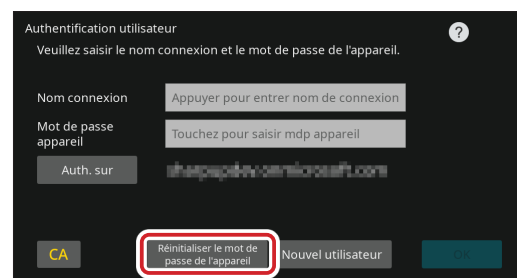 Authentification utilisateur
?
Veuillez saisir le nom connexion et le mot de passe de l'appareil.
Nom connexion
Appuyer pour entrer nom de connexion
Mot de passe
appareil
Touchez pour saisir mdp appareil
Auth. sur
CA
Réinitialiser le mot de
passe de l'appareil
Nouvel utilisateur
OK